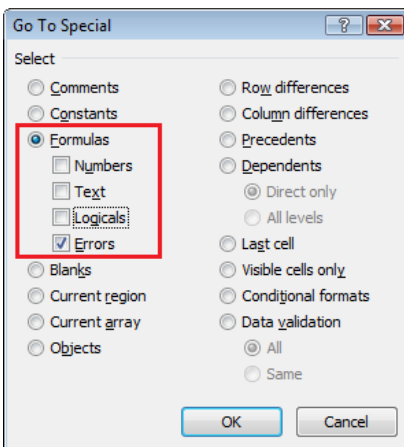 Go To Special
Select
Comments
Constants
Formulas
Numbers
Text
Logicals
Errors
Blanks
Current region
Current array
Objects
Row differences
Column differences
Precedents
Dependents
Direct only
All levels
Last cell
Visible cells only
Conditional formats
Data validation
All
Same
OK
Cancel